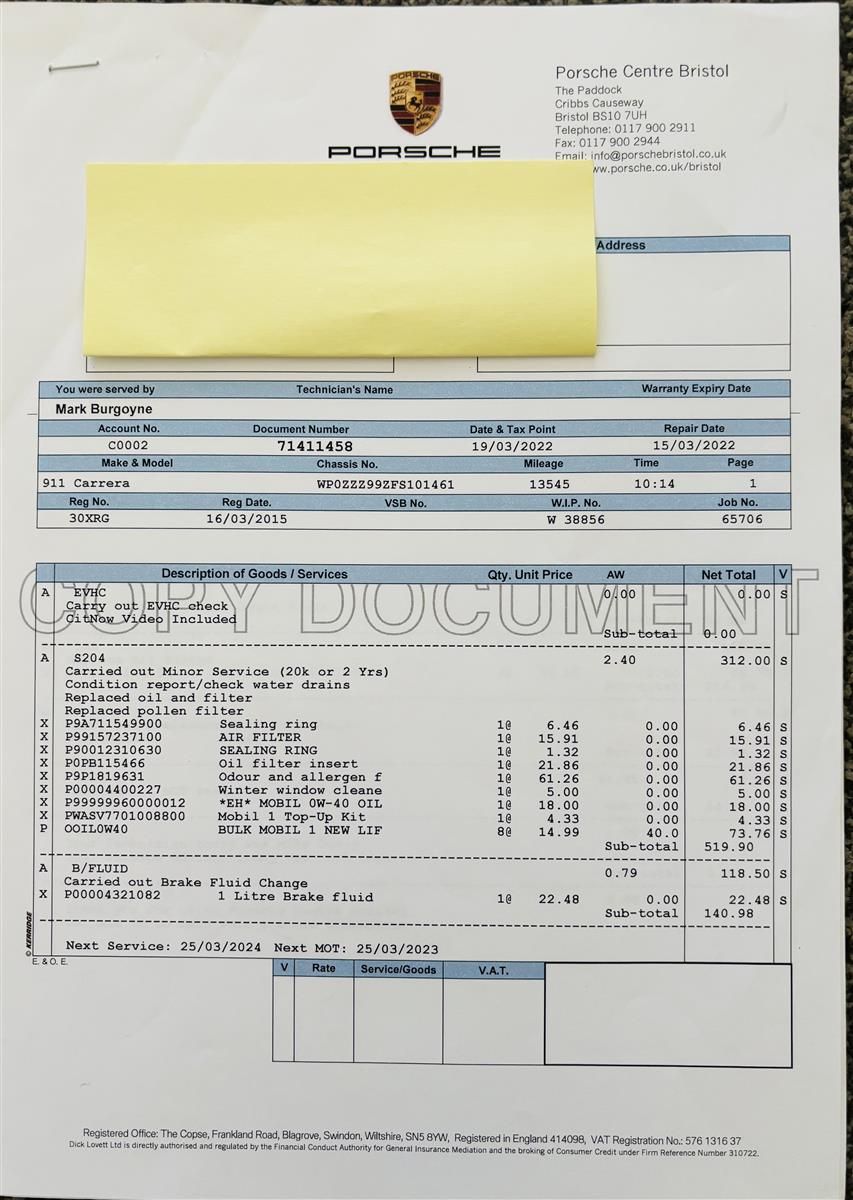 PORSCHE
PORSCHE
Porsche Centre Bristol
The Paddock
Cribbs Causeway
Bristol BS10 7UH
Telephone: 0117 900 2911
Fax: 0117 900 2944
Email: info@porschebristol.co.uk
ww.porsche.co.uk/bristol
Address
You were served by Technician's Name Warranty Expiry Date
Mark Burgoyne
Account No. Document Number Date & Tax Point Repair Date
C0002 71411458 19/03/2022 15/03/2022
Make & Model Chassis No. Mileage Time Page
911 Carrera WP0ZZZ99ZFS101461 13545 10:14 1
Reg No. Reg Date. VSB No. W.I.P. No. Job No.
30XRG 16/03/2015 W 38856 65706
Description of Goods / Services Qty. Unit Price AW Net Total V
COPY DOCUMENT
A EVHC 0.00 0.00 S
Carry out EVHC check
CitNow Video Included
Sub-total 0.00
A S204 2.40 312.00 S
Carried out Minor Service (20k or 2 Yrs)
Condition report/check water drains
Replaced oil and filter
Replaced pollen filter
X P9A711549900 Sealing ring 1@ 6.46 0.00 6.46 S
X P99157237100 AIR FILTER 1@ 15.91 0.00 15.91 S
X P90012310630 SEALING RING 1@ 1.32 0.00 1.32 S
X P0PB115466 Oil filter insert 1@ 21.86 0.00 21.86 S
X P9P1819631 Odour and allergen f 1@ 61.26 0.00 61.26 S
X P00004400227 Winter window cleane 1@ 5.00 0.00 5.00 S
X P99999960000012 *EH* MOBIL 0W-40 OIL 1@ 18.00 0.00 18.00 S
X PWASV7701008800 Mobil 1 Top-Up Kit 1@ 4.33 0.00 4.33 S
P OOIL0W40 BULK MOBIL 1 NEW LIF 8@ 14.99 40.0 73.76 S
Sub-total 519.90
A B/FLUID 0.79 118.50 S
Carried out Brake Fluid Change
X P00004321082 1 Litre Brake fluid 1@ 22.48 0.00 22.48 S
Sub-total 140.98
Next Service: 25/03/2024 Next MOT: 25/03/2023
© KERRIDGE
E. & O. E.
V Rate Service/Goods V.A.T.
Registered Office: The Copse, Frankland Road, Blagrove, Swindon, Wiltshire, SN5 8YW, Registered in England 414098, VAT Registration No.: 576 1316 37
Dick Lovett Ltd is directly authorised and regulated by the Financial Conduct Authority for General Insurance Mediation and the broking of Consumer Credit under Firm Reference Number 310722.